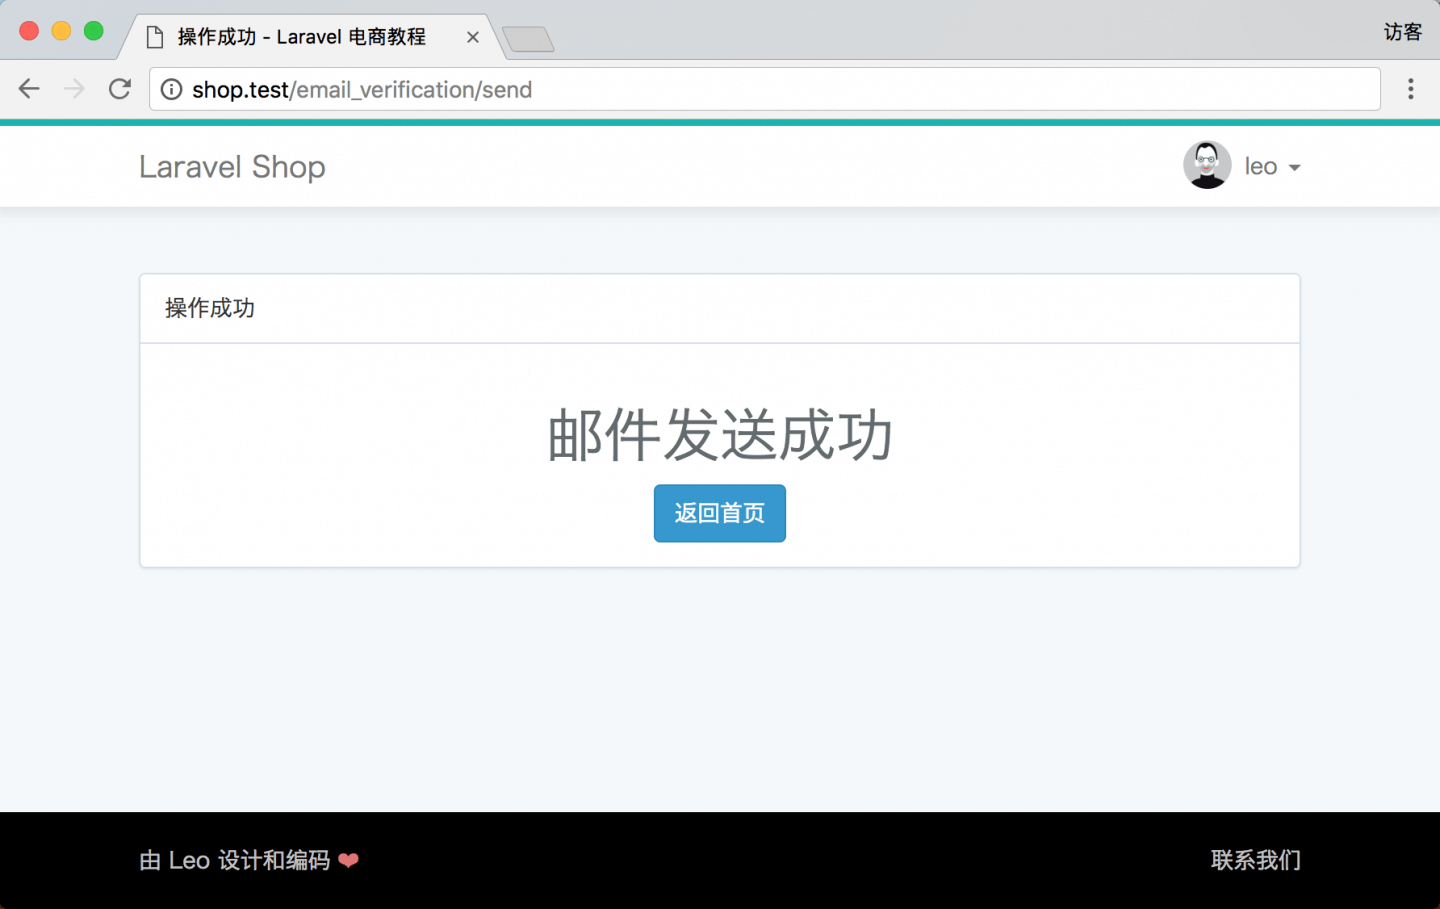 操作成功 - Laravel 电商教程
访客
shop.test/email_verification/send
Laravel Shop
leo
操作成功
邮件发送成功
返回首页
由 Leo 设计和编码 ❤
联系我们